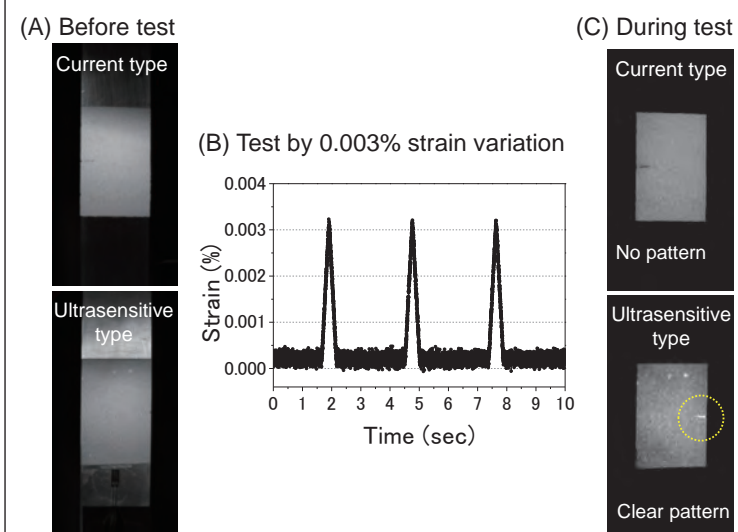 (A) Before test
Current type
Ultrasensitive
type
(B) Test by 0.003% strain variation
0.004
0.003
0.002
0.001
0.000
Strain (%)
0 1 2 3 4 5 6 7 8 9 10
Time (sec)
(C) During test
Current type
No pattern
Ultrasensitive
type
Clear pattern